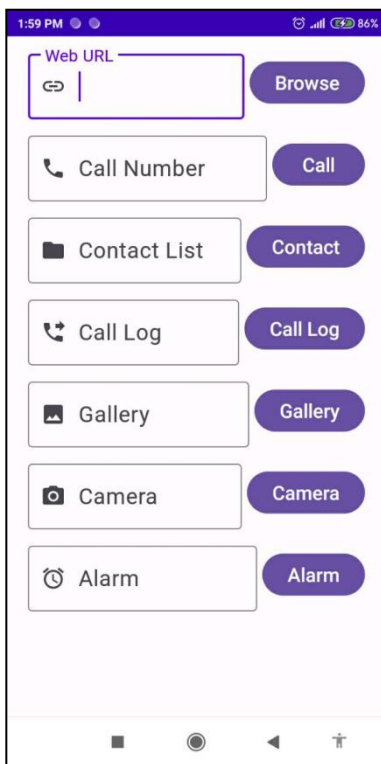 1:59 PM 86%
Web URL
Browse
Call Number Call
Contact List Contact
Call Log Call Log
Gallery Gallery
Camera Camera
Alarm Alarm